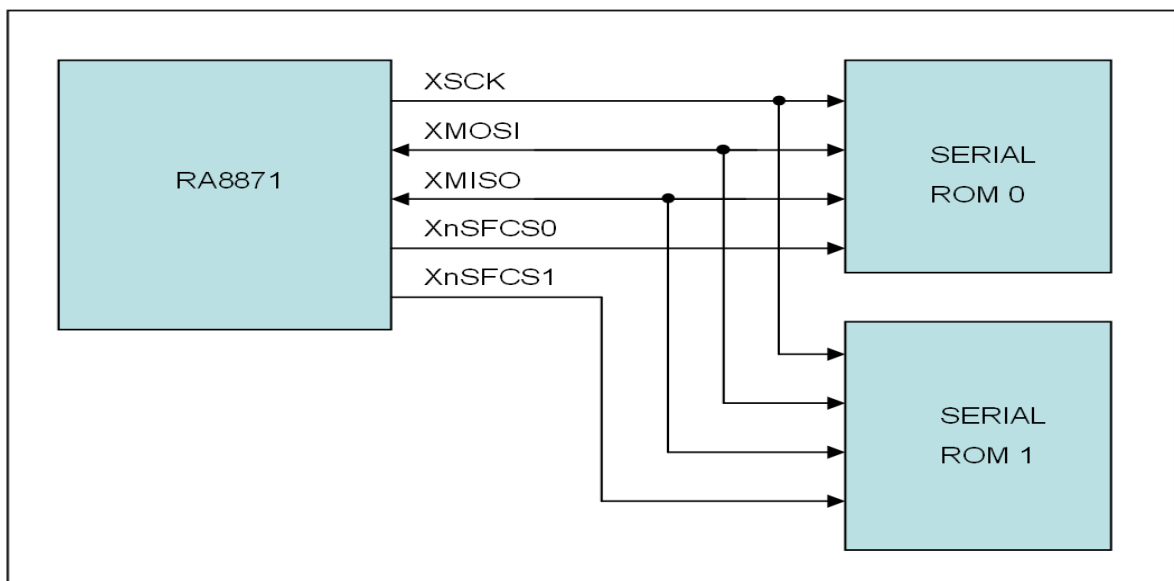 RA8871
XSCK
XMOSI
XMISO
XnSFCS0
XnSFCS1
SERIAL
ROM 0
SERIAL
ROM 1